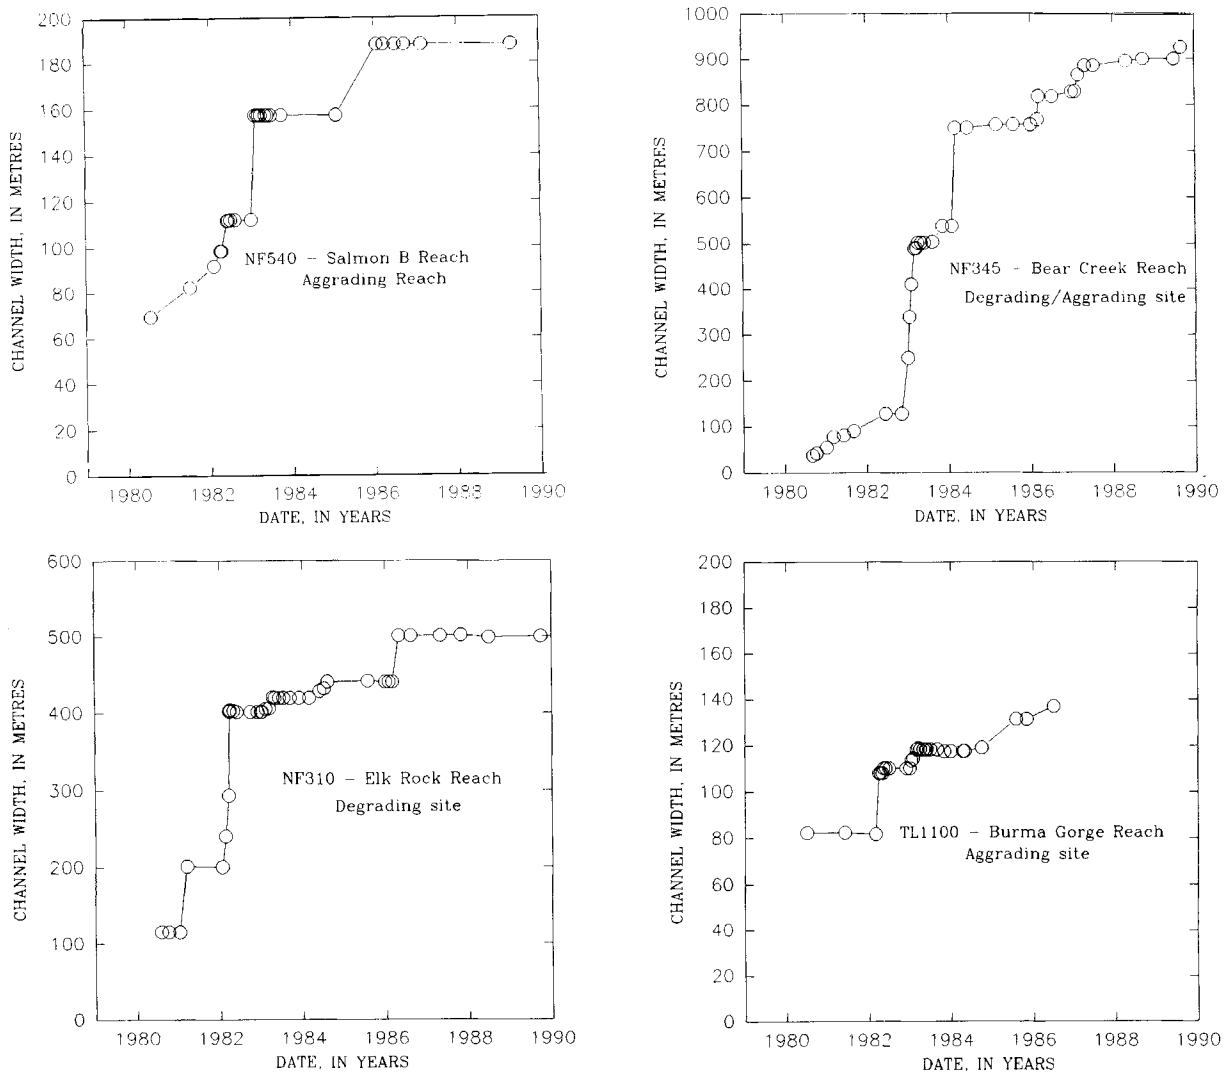 200
180
160
140
120
100
80
60
40
20
0
CHANNEL WIDTH, IN METRES
NF540 – Salmon B Reach
Aggrading Reach
1980 1982 1984 1986 1988 1990
DATE, IN YEARS
1000
900
800
700
600
500
400
300
200
100
0
CHANNEL WIDTH, IN METRES
NF345 - Bear Creek Reach
Degrading/Aggrading site
1980 1982 1984 1986 1988 1990
DATE, IN YEARS
600
500
400
300
200
100
0
CHANNEL WIDTH, IN METRES
NF310 – Elk Rock Reach
Degrading site
1980 1982 1984 1986 1988 1990
DATE, IN YEARS
200
180
160
140
120
100
80
60
40
20
0
CHANNEL WIDTH, IN METRES
TL1100 – Burma Gorge Reach
Aggrading site
1980 1982 1984 1986 1988 1990
DATE, IN YEARS